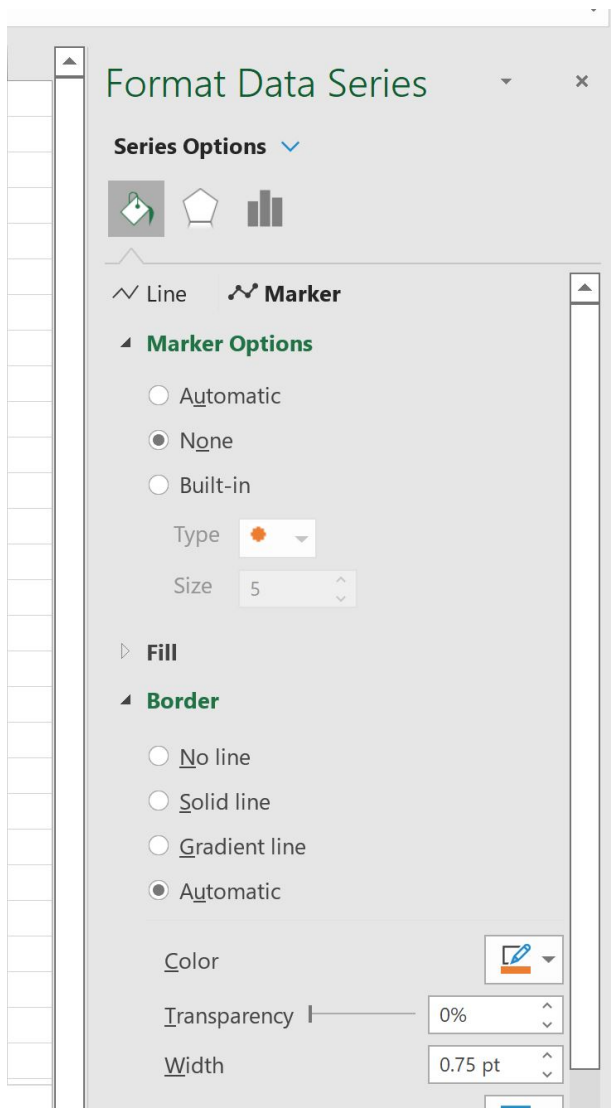 Format Data Series
Series Options
Line Marker
Marker Options
Automatic
None
Built-in
Type
Size 5
Fill
Border
No line
Solid line
Gradient line
Automatic
Color
Transparency 0%
Width 0.75 pt